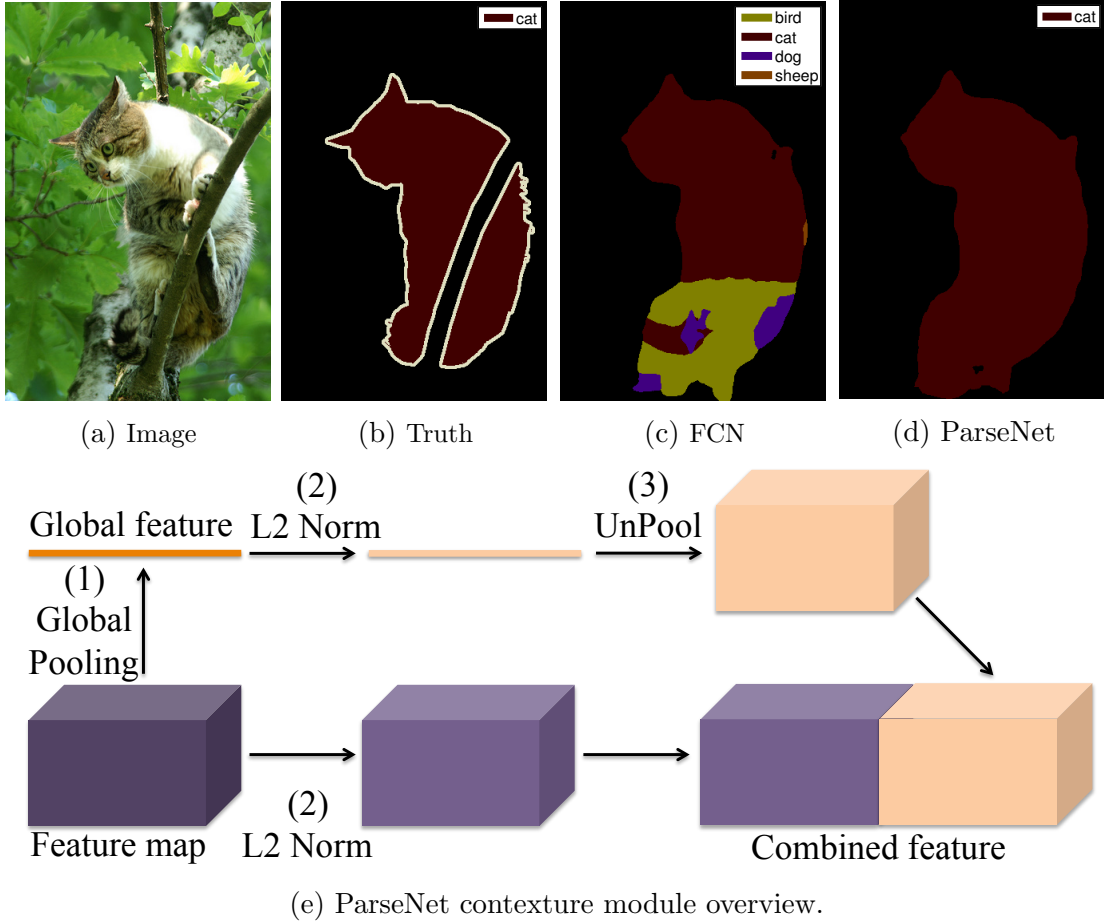 cat
bird
cat
dog
sheep
cat
(a) Image
(b) Truth
(c) FCN
(d) ParseNet
Global feature
(2)
L2 Norm
(3)
UnPool
(1)
Global
Pooling
Feature map
(2)
L2 Norm
Combined feature
(e) ParseNet contexture module overview.